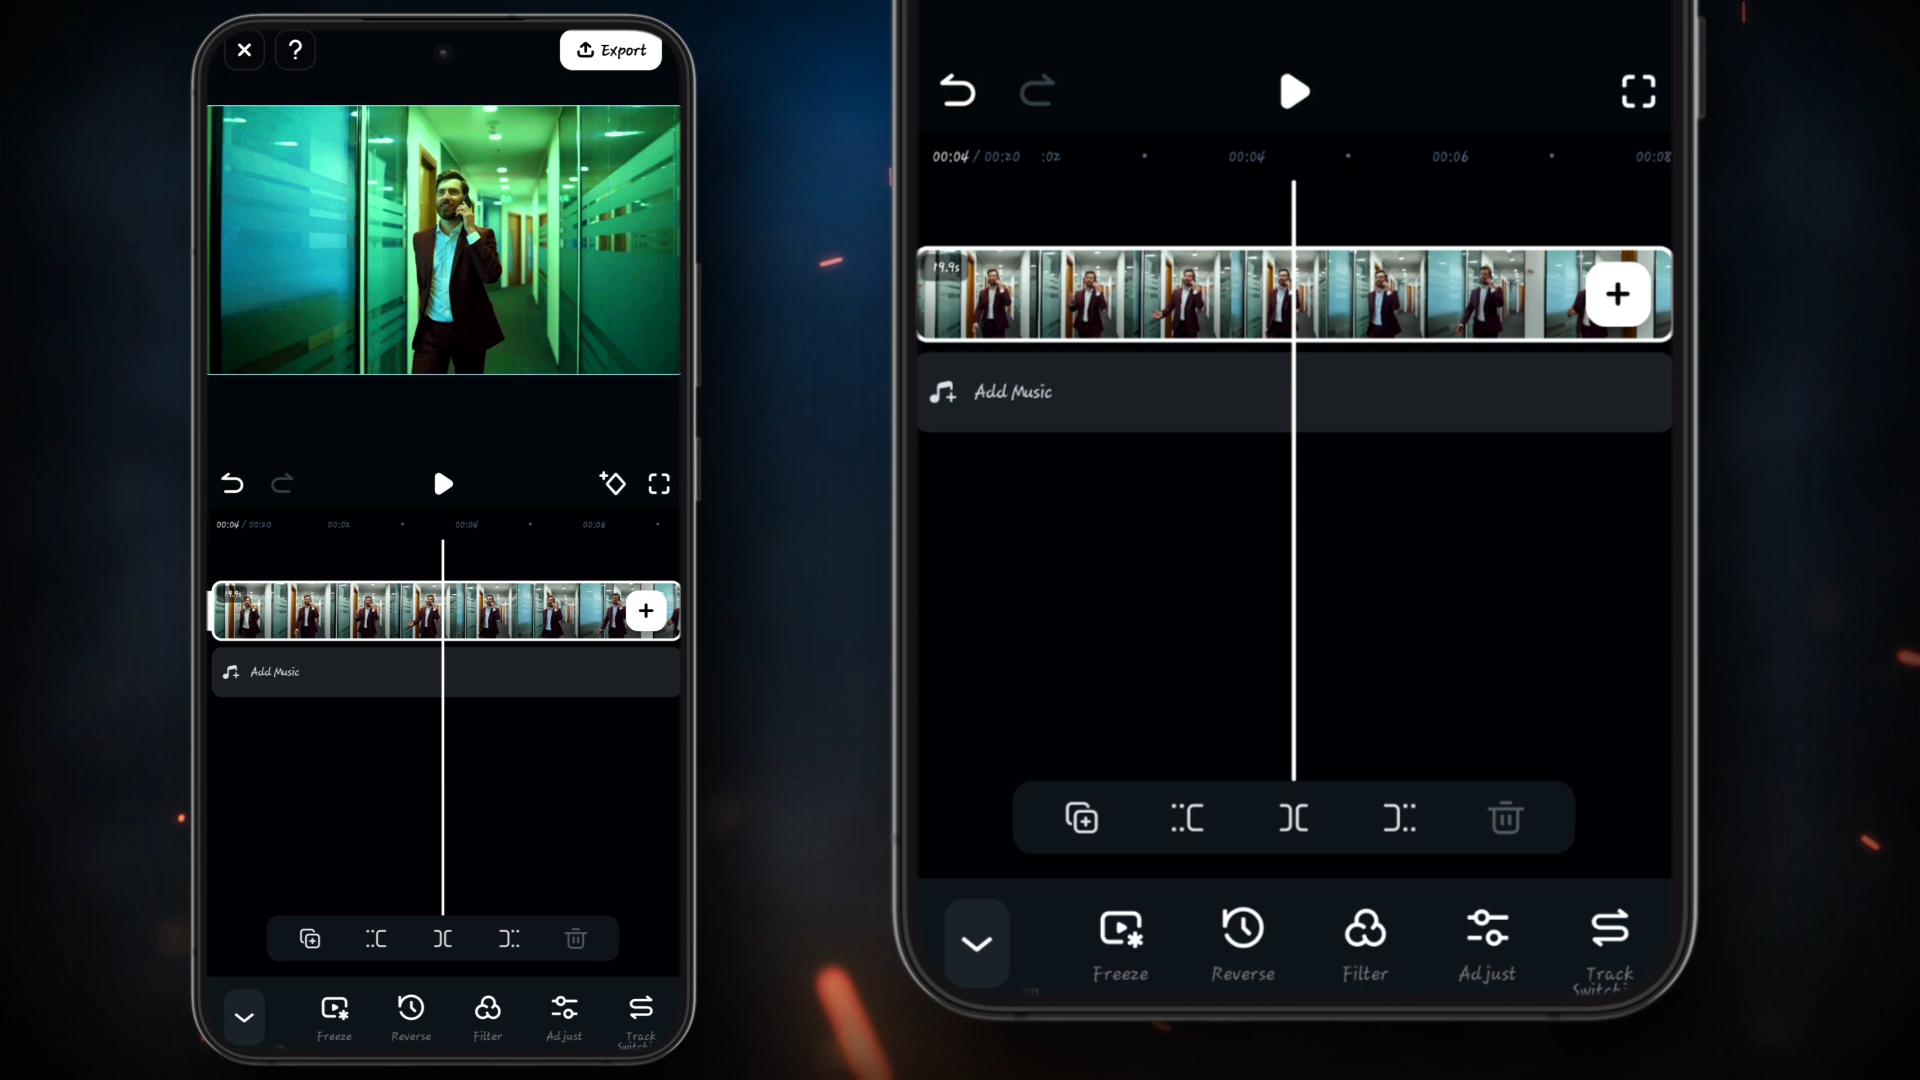 ?
Export
00:04 / 00:20
00:02
00:04
00:06
19.9s
Add Music
Freeze
Reverse
Filter
Adjust
Track
00:04 / 00:20
:02
00:04
00:06
00:08
19.9s
Add Music
Freeze
Reverse
Filter
Adjust
Track